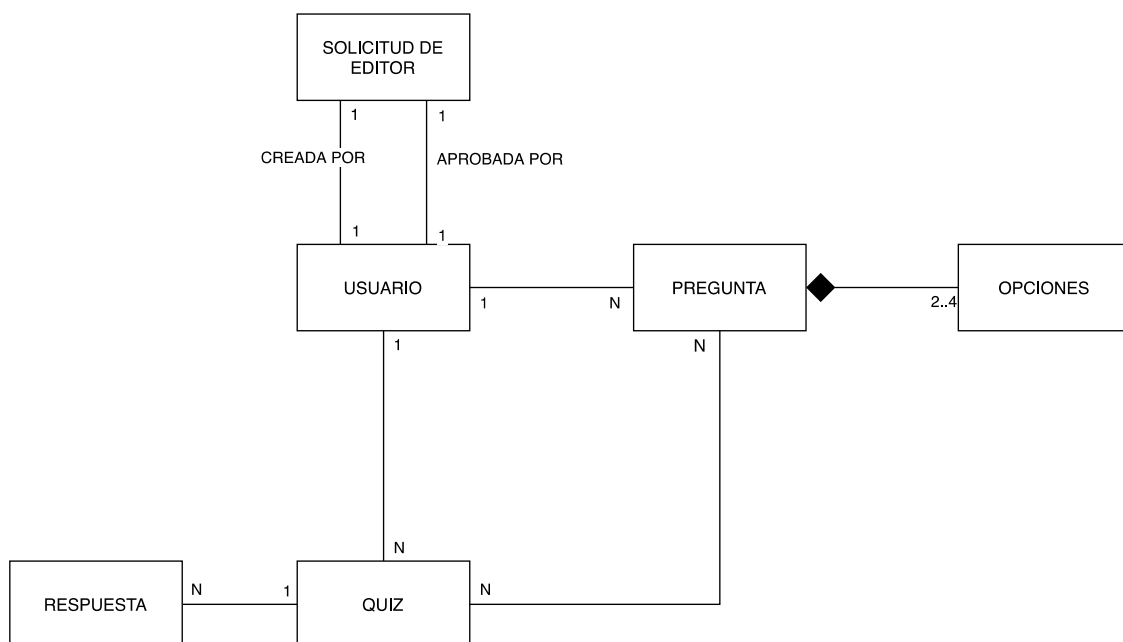 SOLICITUD DE
EDITOR
1
1
CREADA POR
APROBADA POR
1
1
USUARIO
1
N
PREGUNTA
2..4
OPCIONES
1
N
N
RESPUESTA
N
1
QUIZ
N